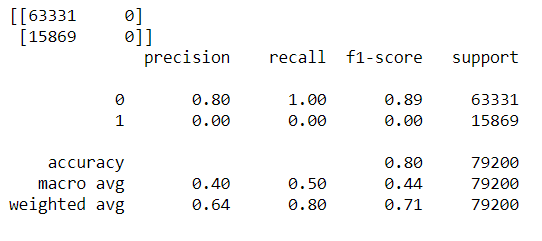 [[63331 0]
[15869 0]]
precision recall f1-score support
0 0.80 1.00 0.89 63331
1 0.00 0.00 0.00 15869
accuracy 0.80 79200
macro avg 0.40 0.50 0.44 79200
weighted avg 0.64 0.80 0.71 79200